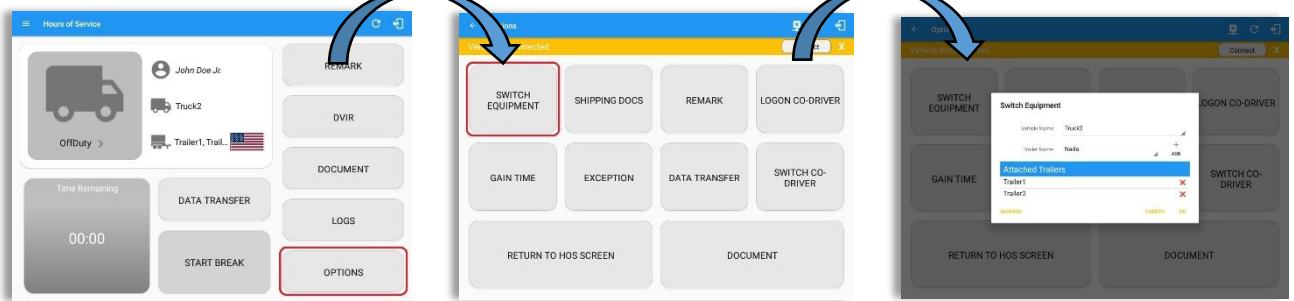 Hours of Service
John Doe Jr.
Truck2
Trailer1, Trail...
OffDuty >
Time Remaining
00:00
DATA TRANSFER
START BREAK
REMARK
DVIR
DOCUMENT
LOGS
OPTIONS
X
SWITCH EQUIPMENT
SHIPPING DOCS
REMARK
LOGON CO-DRIVER
GAIN TIME
EXCEPTION
DATA TRANSFER
SWITCH CO-
DRIVER
RETURN TO HOS SCREEN
DOCUMENT
Connect
X
SWITCH
EQUIPMENT
LOGON CO-DRIVER
GAIN TIME
SWITCH CO-
DRIVER
RETURN TO HOS SCREEN
DOCUMENT
Switch Equipment
Vehicle Name
Truck2
Trailer Name
Nada
+
ADD
Attached Trailers
Trailer1
Trailer2
MANAGE
CANCEL
OK